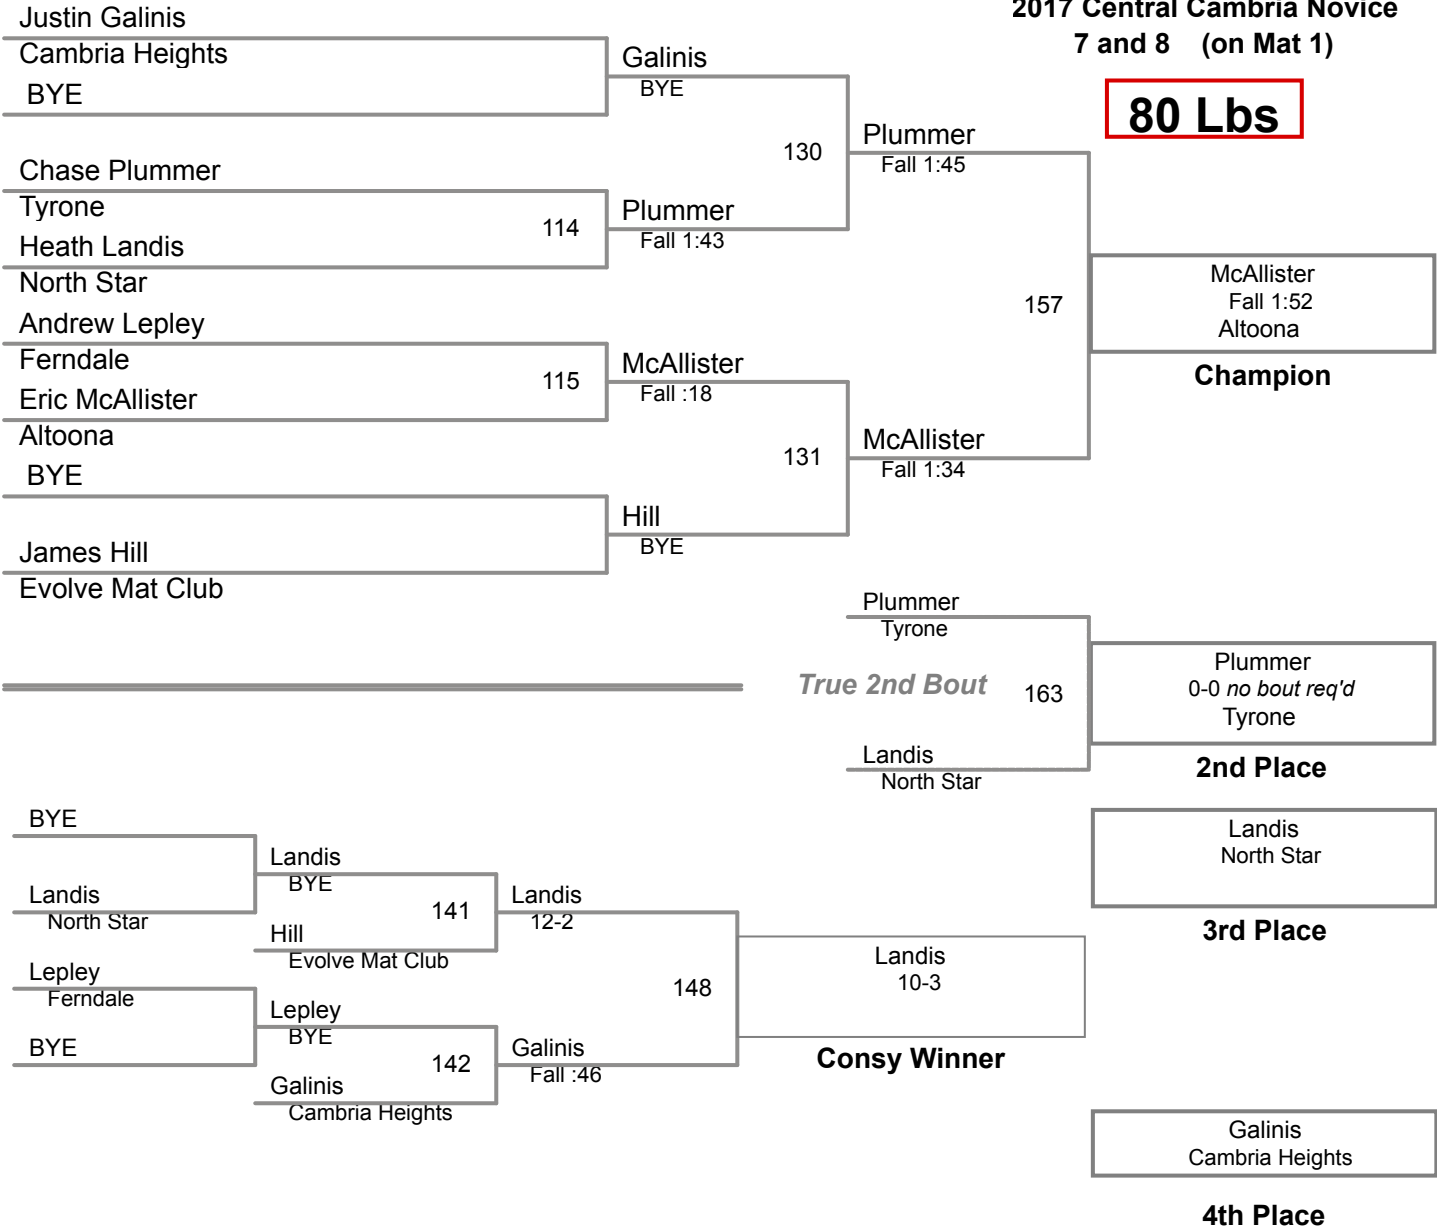 2017 Central Cambria Novice
7 and 8 (on Mat 1)
80 Lbs
Justin Galinis
Cambria Heights
BYE
Chase Plummer
Tyrone
Heath Landis
North Star
Andrew Lepley
Ferndale
Eric McAllister
Altoona
BYE
James Hill
Evolve Mat Club
Galinis
BYE
114
Plummer
Fall 1:43
115
McAllister
Fall :18
Hill
BYE
130
Plummer
Fall 1:45
131
McAllister
Fall 1:34
157
McAllister
Fall 1:52
Altoona
Champion
Plummer
Tyrone
True 2nd Bout
163
Landis
North Star
Plummer
0-0 no bout req'd
Tyrone
2nd Place
BYE
Landis
North Star
Lepley
Ferndale
BYE
Landis
BYE
141
Hill
Evolve Mat Club
Lepley
BYE
142
Galinis
Cambria Heights
Landis
12-2
148
Galinis
Fall :46
Landis
10-3
Consy Winner
Landis
North Star
3rd Place
Galinis
Cambria Heights
4th Place